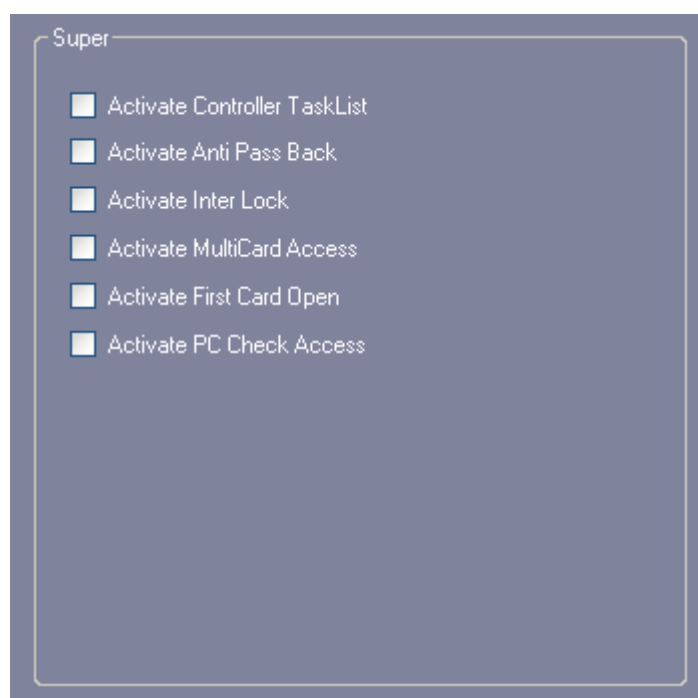 Super
Activate Controller TaskList
Activate Anti Pass Back
Activate Inter Lock
Activate MultiCard Access
Activate First Card Open
Activate PC Check Access